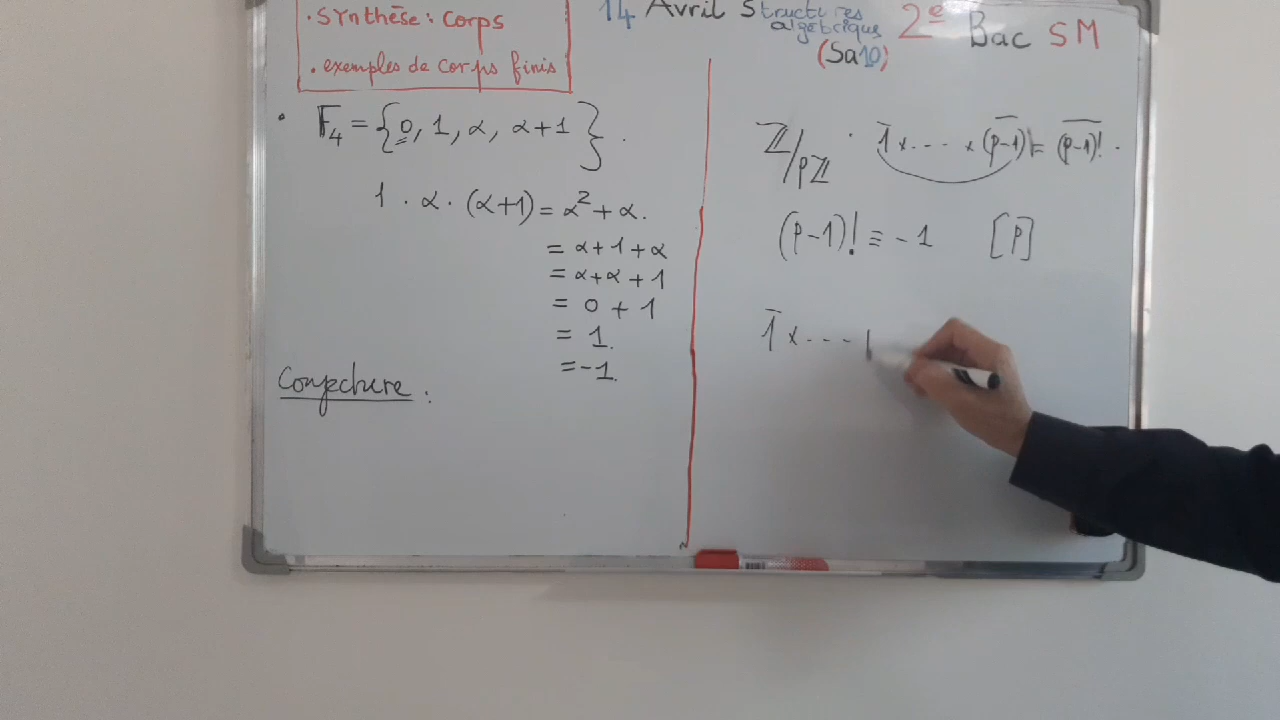 . Synthèse : Corps
. exemples de corps finis
14 Avril Structures algébriques 2e Bac SM
(Sa10)
. F₄ = {0, 1, α, α+1} .
1 . α . (α+1) = α² + α.
= α+1+α
= α+α+1
= 0 + 1
= 1.
= -1.
Conjecture :
ℤ/pℤ . 1̄ × .... × (p-1)‾ = (p-1)!‾ .
(p-1)! ≡ -1 [p]
1̄ × ---